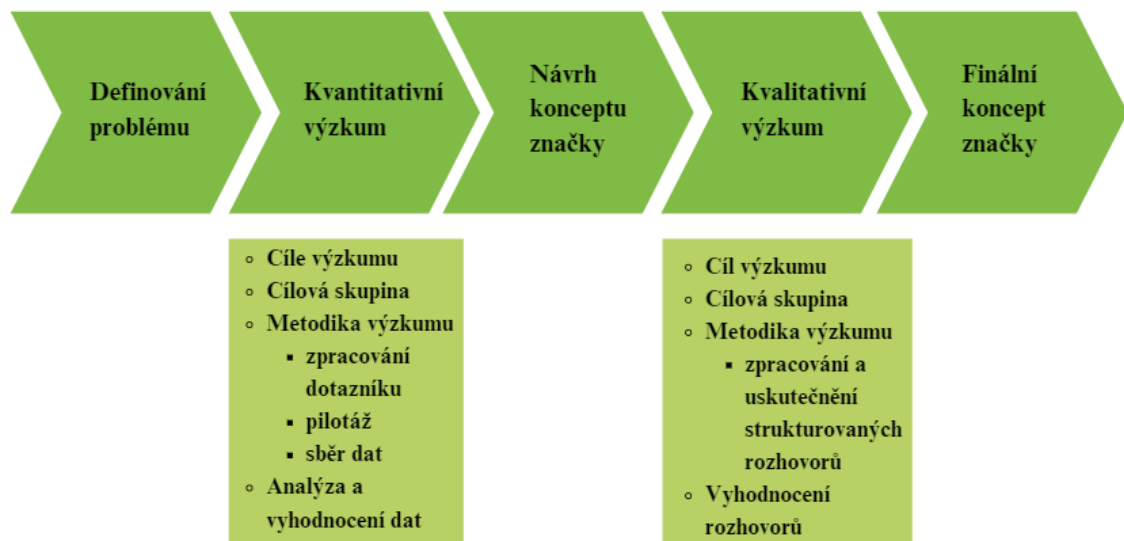 Definování
problému
Kvantitativní
výzkum
Návrh
konceptu
značky
Kvalitativní
výzkum
Finální
koncept
značky
Cíle výzkumu
Cílová skupina
Metodika výzkumu
zpracování
dotazníku
pilotáž
sběr dat
Analýza a
vyhodnocení dat
Cíl výzkumu
Cílová skupina
Metodika výzkumu
zpracování a
uskutečnění
strukturovaných
rozhovorů
Vyhodnocení
rozhovorů